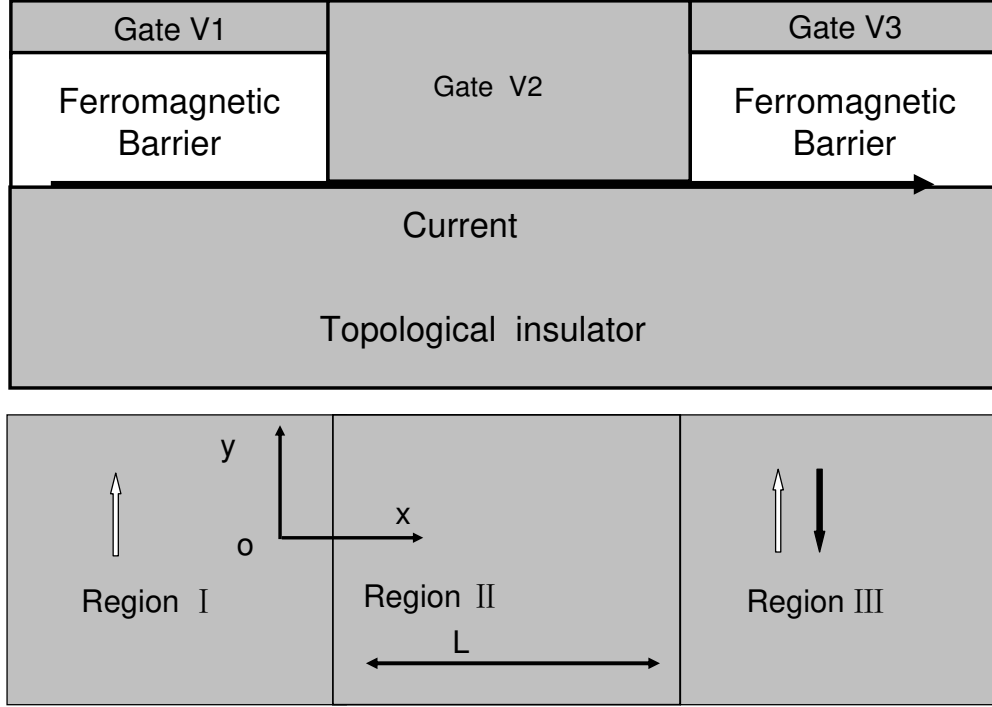 Gate V1
Gate V2
Gate V3
Ferromagnetic
Barrier
Ferromagnetic
Barrier
Current
Topological insulator
y
x
o
Region Ⅰ
Region Ⅱ
Region Ⅲ
L